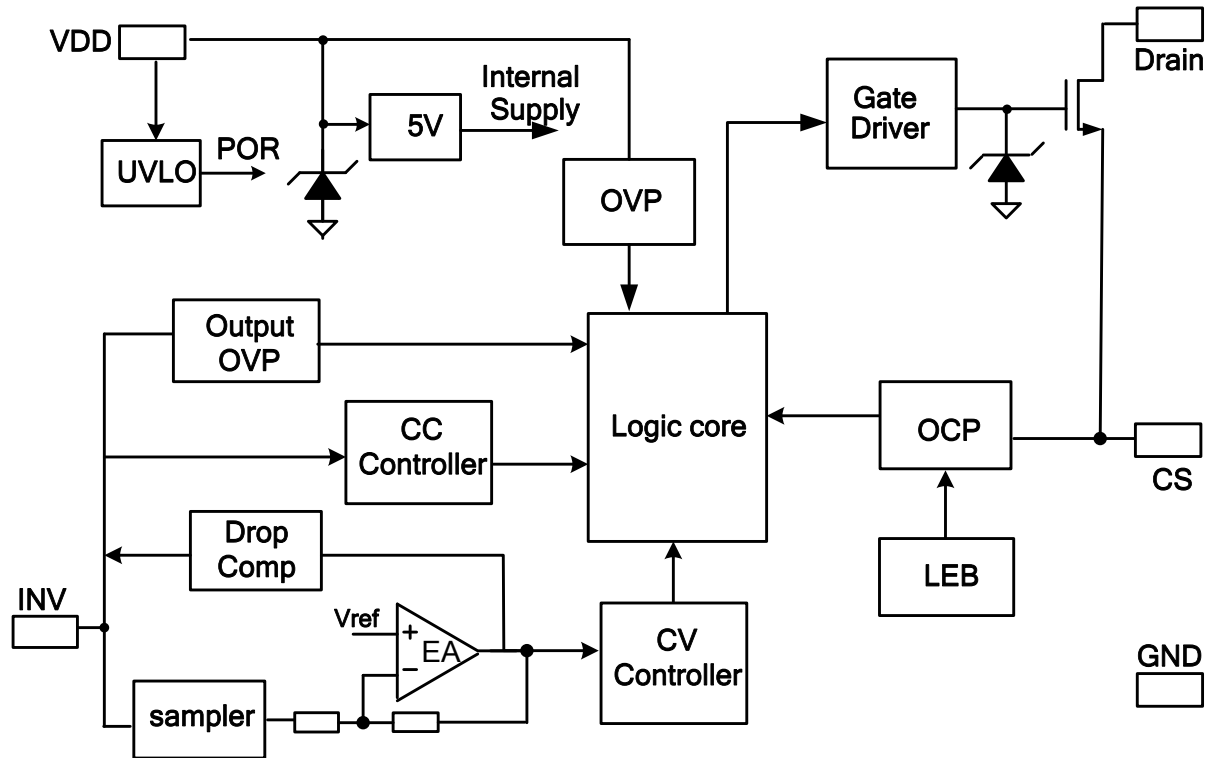 VDD
Internal
Supply
Drain
5V
Gate
Driver
POR
UVLO
OVP
Output
OVP
CC
Controller
Logic core
OCP
CS
Drop
Comp
LEB
INV
Vref
+
EA
−
CV
Controller
GND
sampler